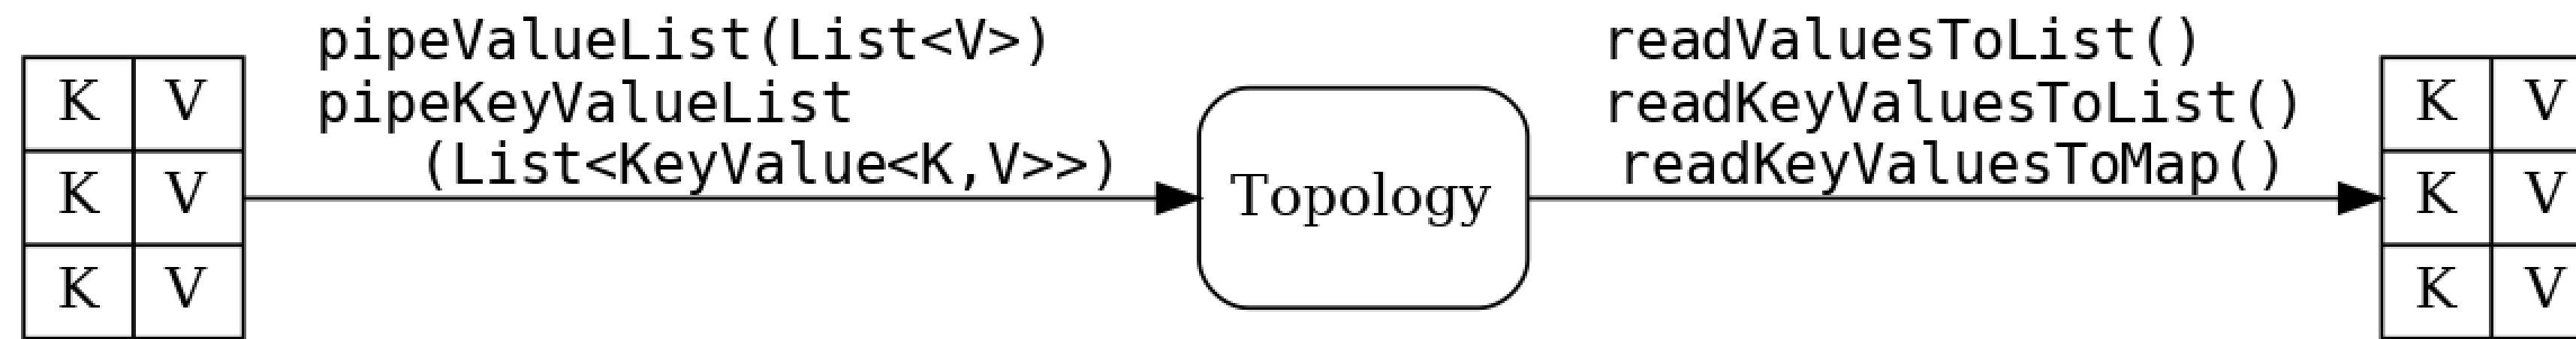 K V
K V
K V
pipeValueList(List<V>)
pipeKeyValueList
(List<KeyValue<K,V>>)
Topology
readValuesToList()
readKeyValuesToList()
readKeyValuesToMap()
K V
K V
K V